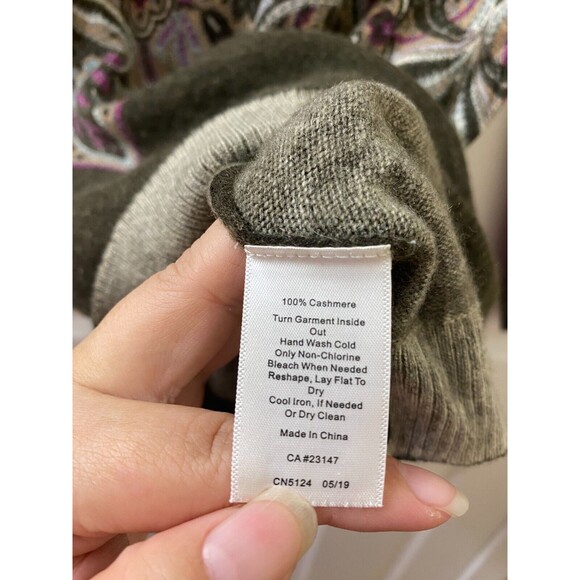 100% Cashmere
Turn Garment Inside
Out
Hand Wash Cold
Only Non-Chlorine
Bleach When Needed
Reshape, Lay Flat To
Dry
Cool Iron, If Needed
Or Dry Clean
Made In China
CA#23147
CN5124 05/19